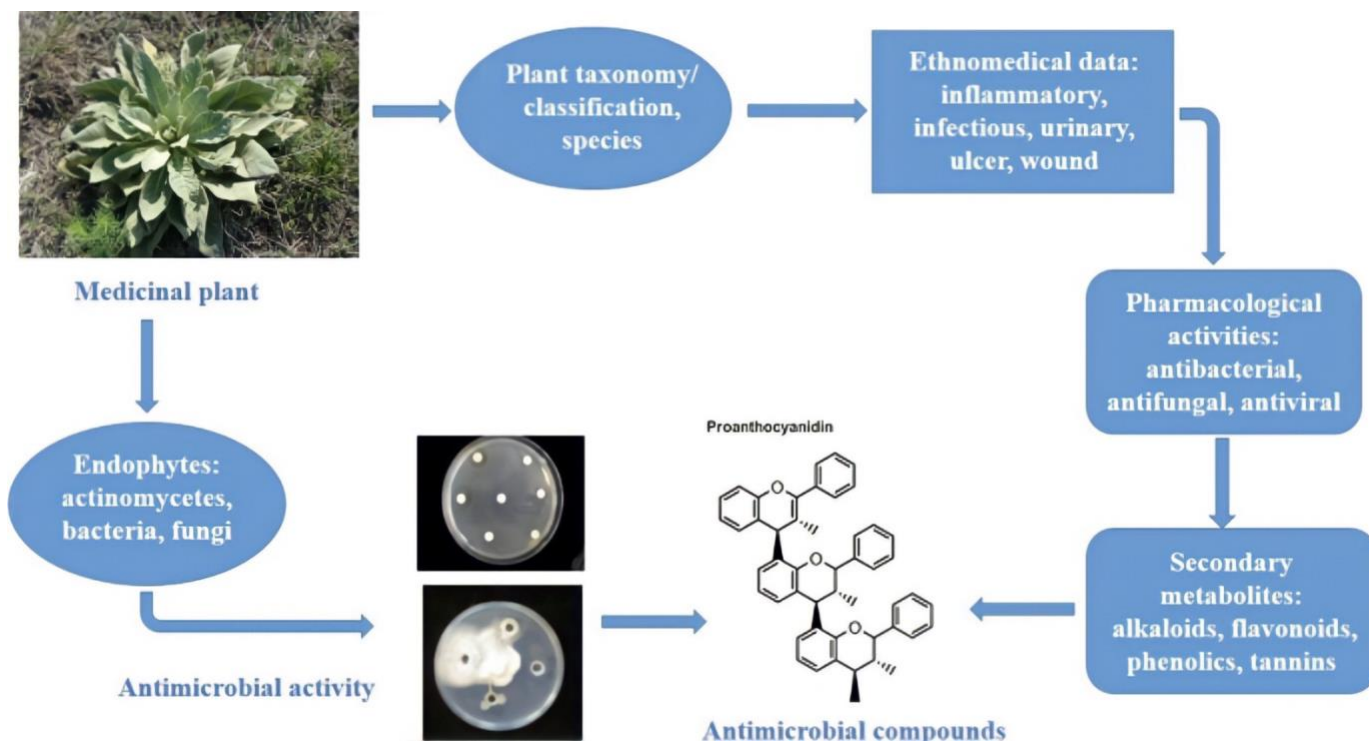 Medicinal plant
Plant taxonomy/
classification,
species
Ethnomedical data:
inflammatory,
infectious, urinary,
ulcer, wound
Pharmacological
activities:
antibacterial,
antifungal, antiviral
Secondary
metabolites:
alkaloids, flavonoids,
phenolics, tannins
Endophytes:
actinomycetes,
bacteria, fungi
Antimicrobial activity
Proanthocyanidin
O
O
O
Antimicrobial compounds